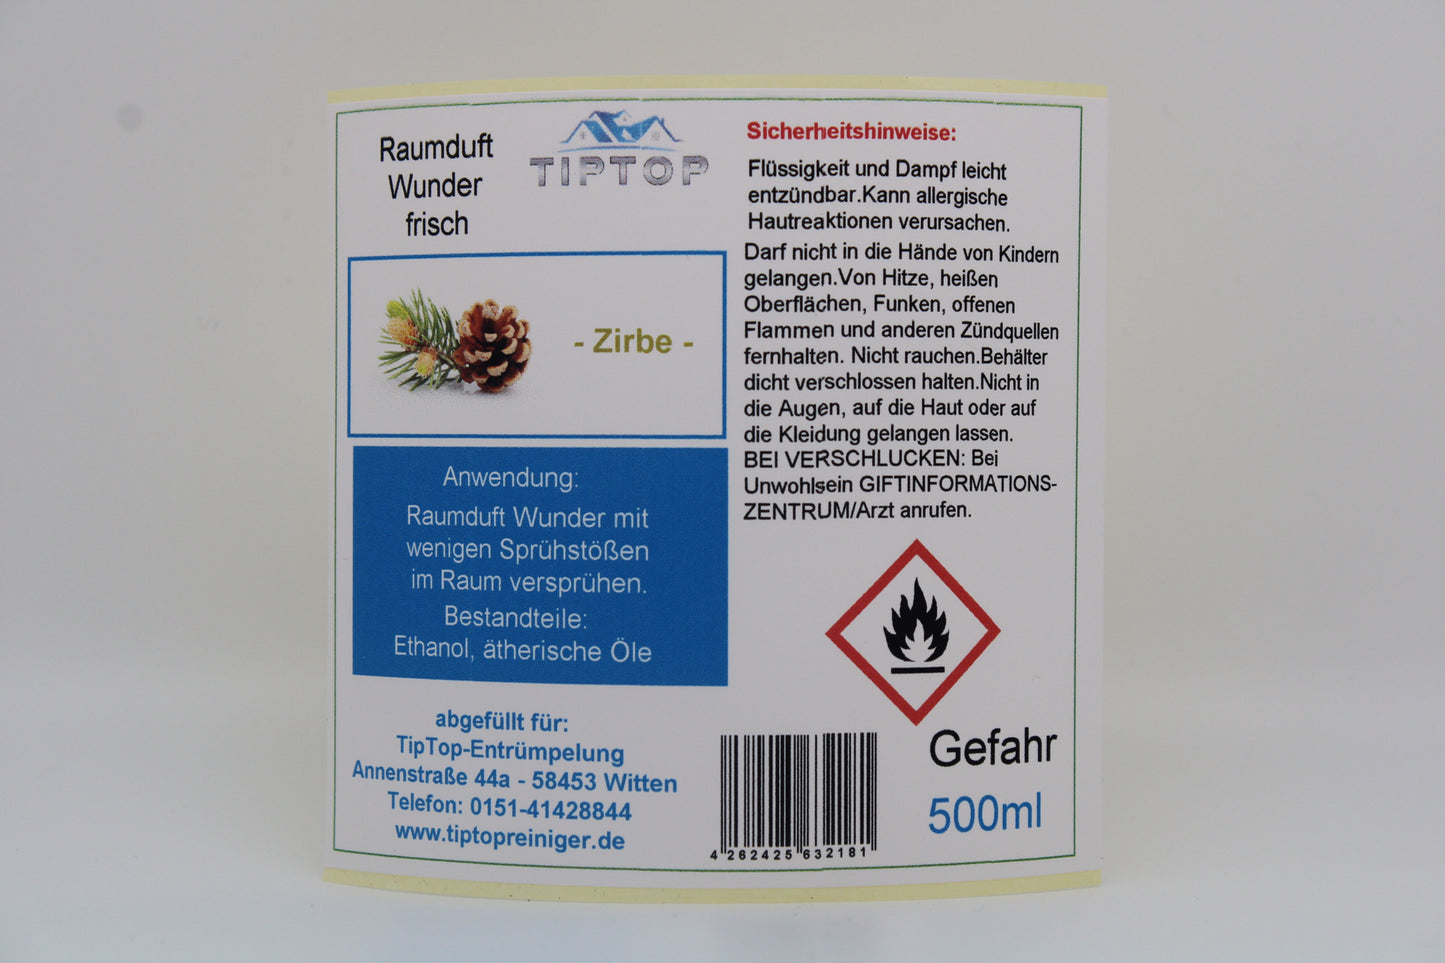 Raumduft
Wunder
frisch
TIPTOP
- Zirbe -
Anwendung:
Raumduft Wunder mit
wenigen Sprühstößen
im Raum versprühen.
Bestandteile:
Ethanol, ätherische Öle
abgefüllt für:
TipTop-Entrümpelung
Annenstraße 44a - 58453 Witten
Telefon: 0151-41428844
www.tiptopreiniger.de
Sicherheitshinweise:
Flüssigkeit und Dampf leicht
entzündbar.Kann allergische
Hautreaktionen verursachen.
Darf nicht in die Hände von Kindern
gelangen.Von Hitze, heißen
Oberflächen, Funken, offenen
Flammen und anderen Zündquellen
fernhalten. Nicht rauchen.Behälter
dicht verschlossen halten.Nicht in
die Augen, auf die Haut oder auf
die Kleidung gelangen lassen.
BEI VERSCHLUCKEN: Bei
Unwohlsein GIFTINFORMATIONS-
ZENTRUM/Arzt anrufen.
Gefahr
500ml
4 262425 632181